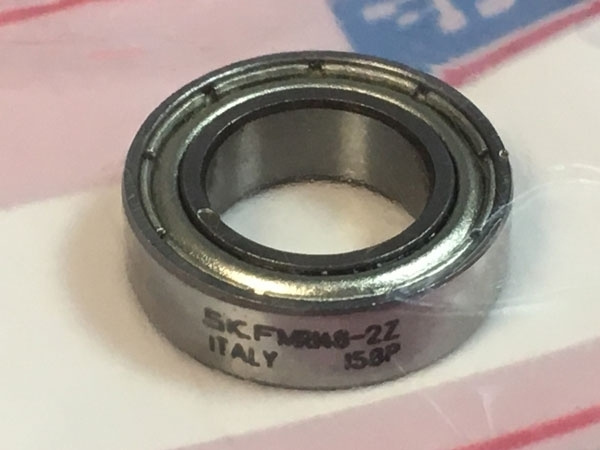 SKF MR148-2Z
ITALY 158P